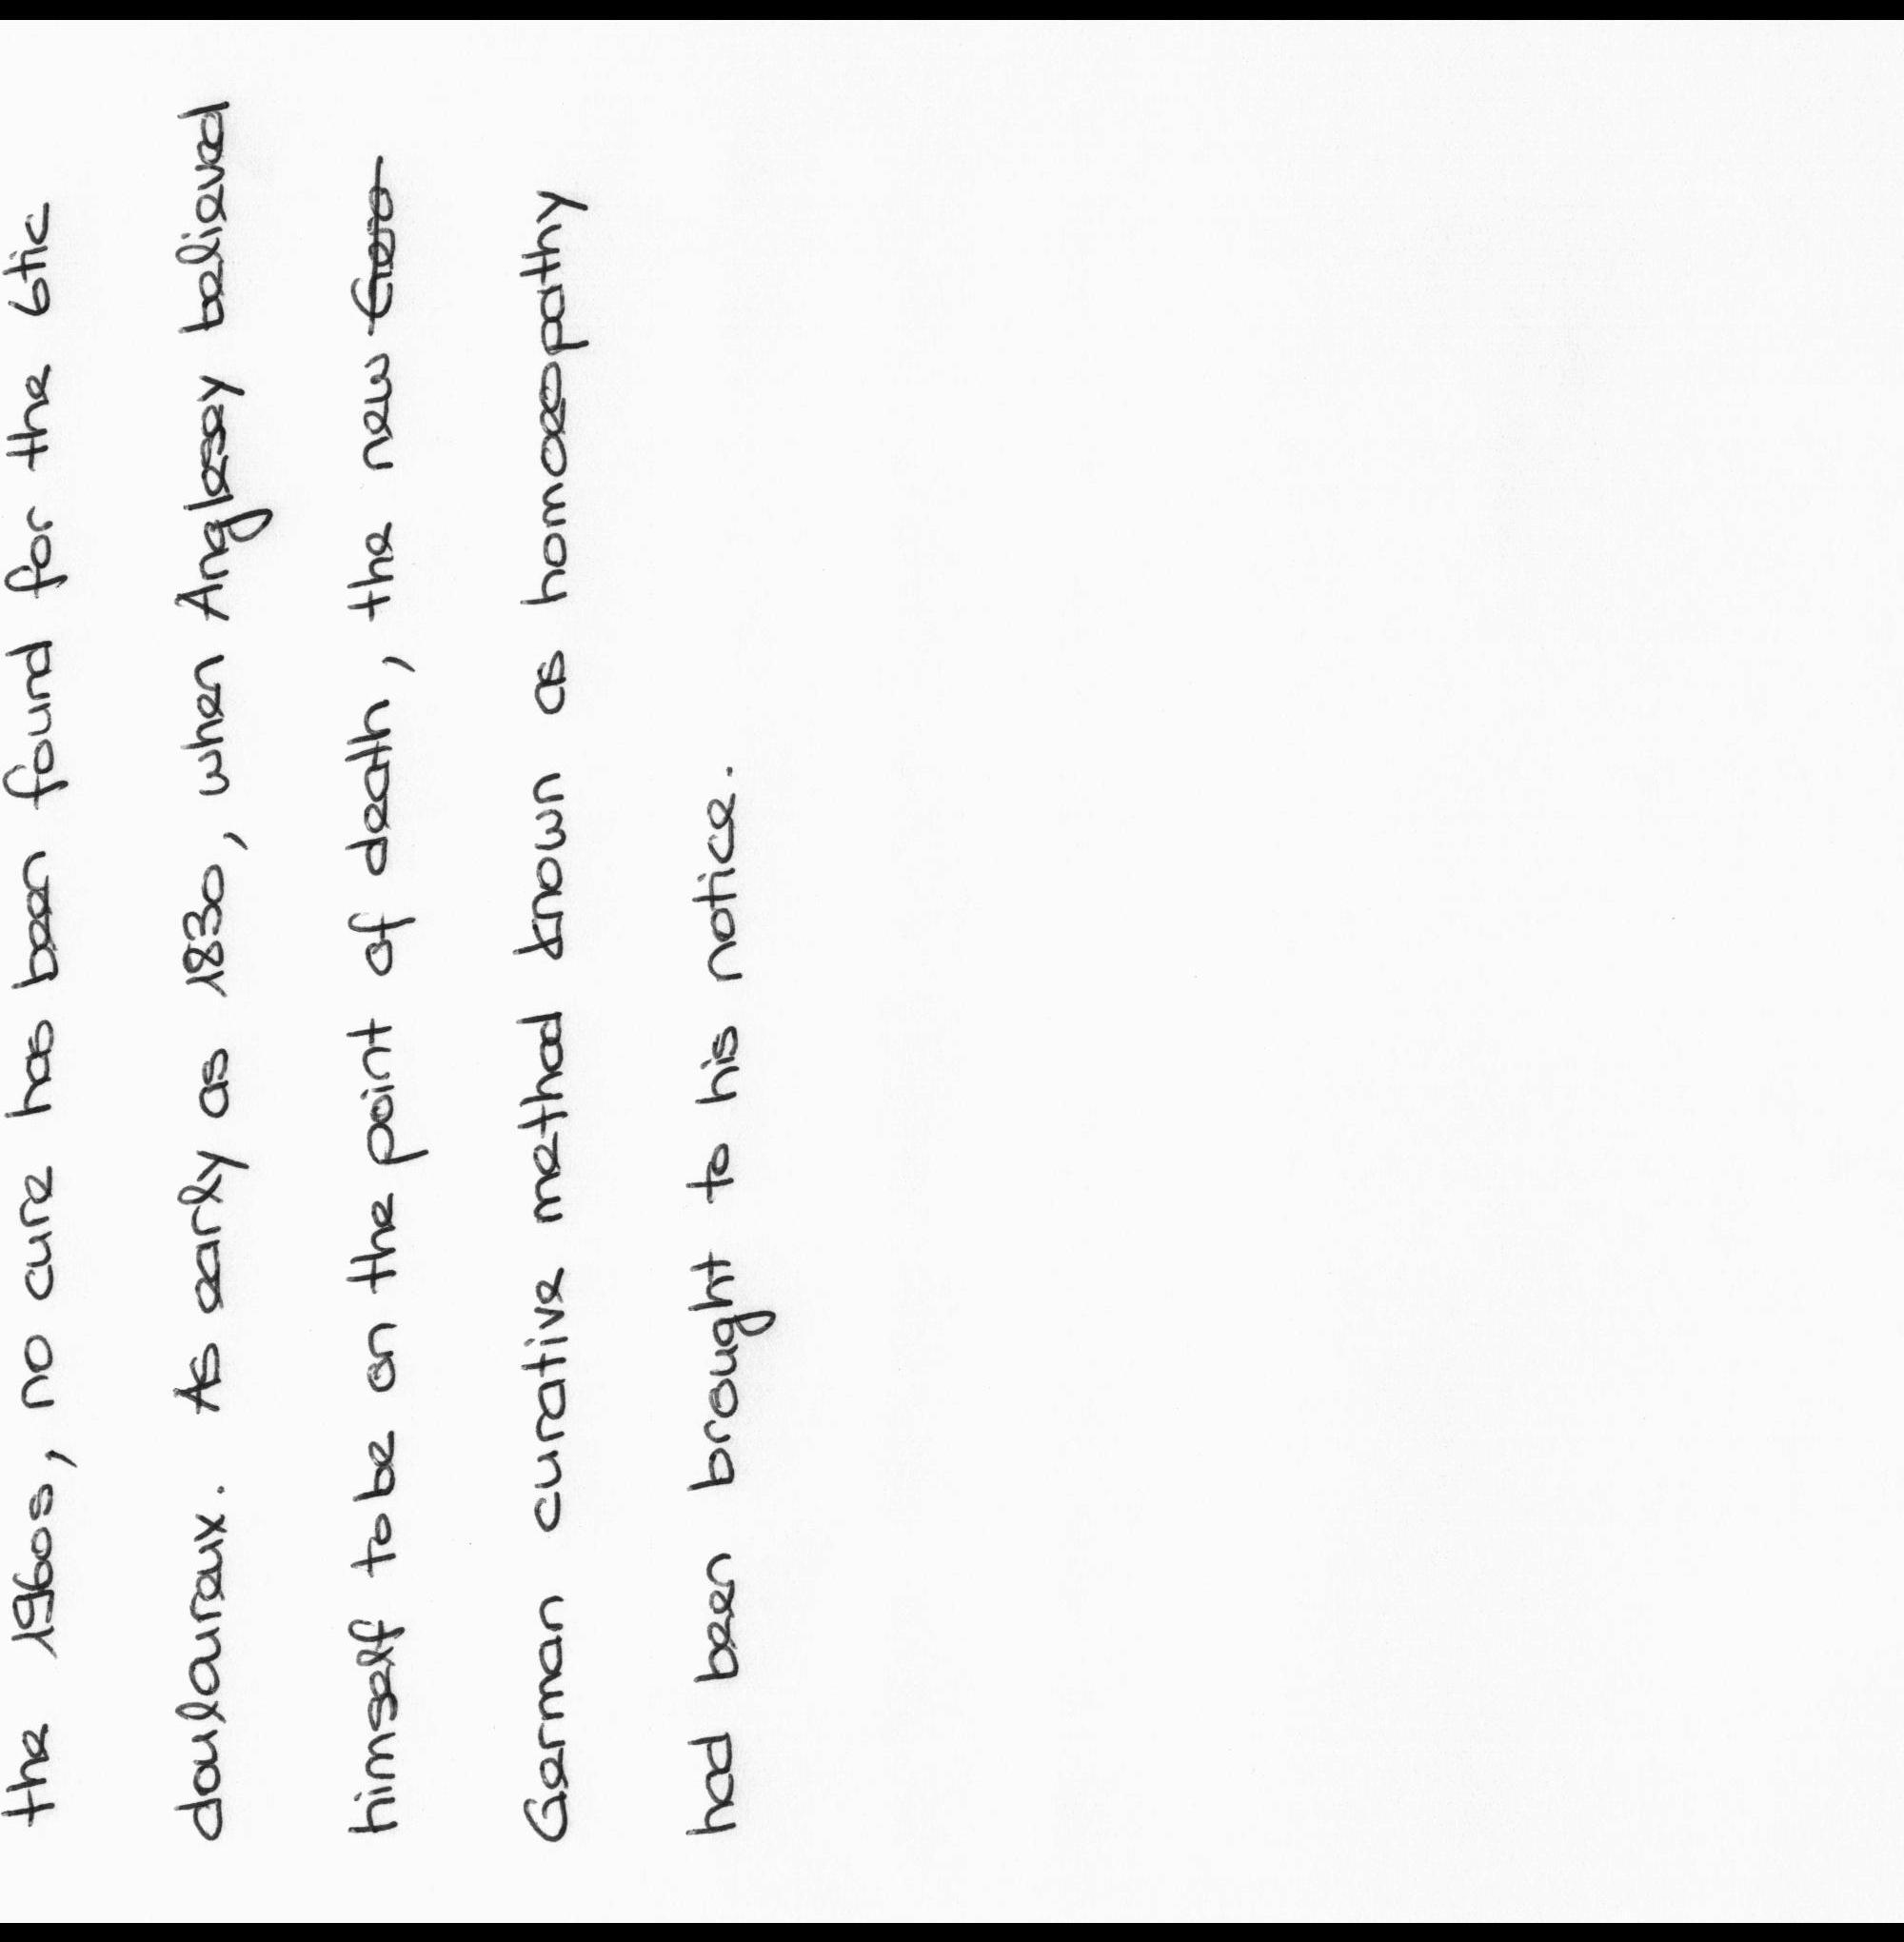 the 1960s, no cure has been found for the 6tic
douloureux. As early as 1830, when Anglesey believed
himself to be on the point of death, the new
German curative method known as homoeopathy
had been brought to his notice.